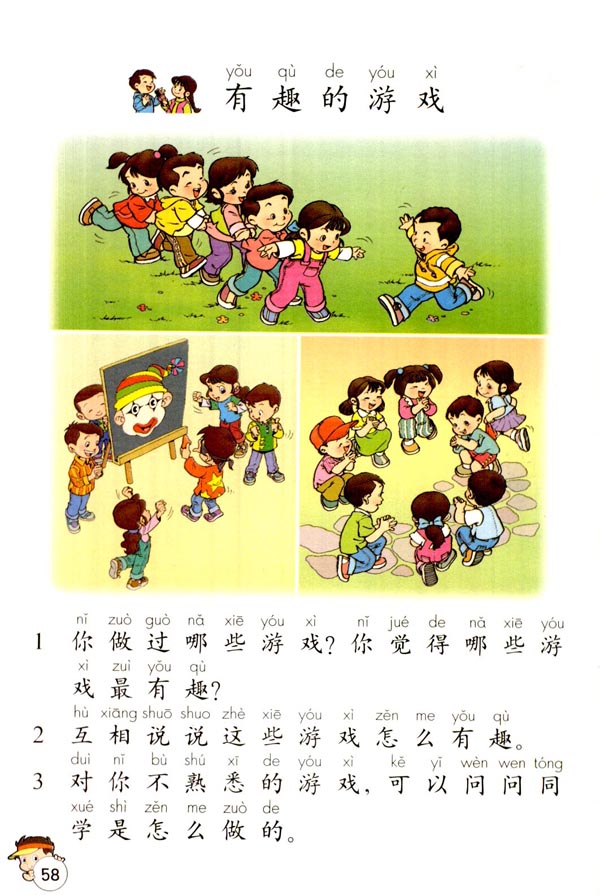 yǒu qù de yóu xì
有趣的游戏
nǐ zuò guò nǎ xiē yóu xì nǐ jué de nǎ xiē yóu
1 你做过哪些游戏?你觉得哪些游
xì zuì yǒu qù
戏最有趣?
hù xiāng shuō shuo zhè xiē yóu xì zěn me yǒu qù
2 互相说说这些游戏怎么有趣。
duì nǐ bù shú xī de yóu xì kě yǐ wèn wen tóng
3 对你不熟悉的游戏,可以问问同
xué shì zěn me zuò de
学是怎么做的。
58